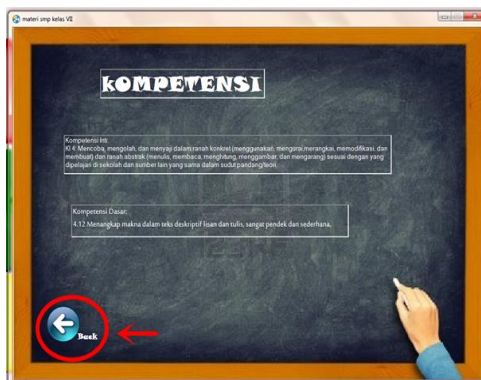 materi smp kelas VII
KOMPETENSI
Kompetensi Inti:
KI 4: Mencoba, mengolah, dan menyaji dalam ranah konkret (menggunakan, mengurai,merangkai, memodifikasi, dan
membuat) dan ranah abstrak (menulis, membaca, menghitung, menggambar, dan mengarang) sesuai dengan yang
dipelajari di sekolah dan sumber lain yang sama dalam sudut pandang/teori.
Kompetensi Dasar;
4.12 Menangkap makna dalam teks deskriptif lisan dan tulis, sangat pendek dan sederhana.
Back